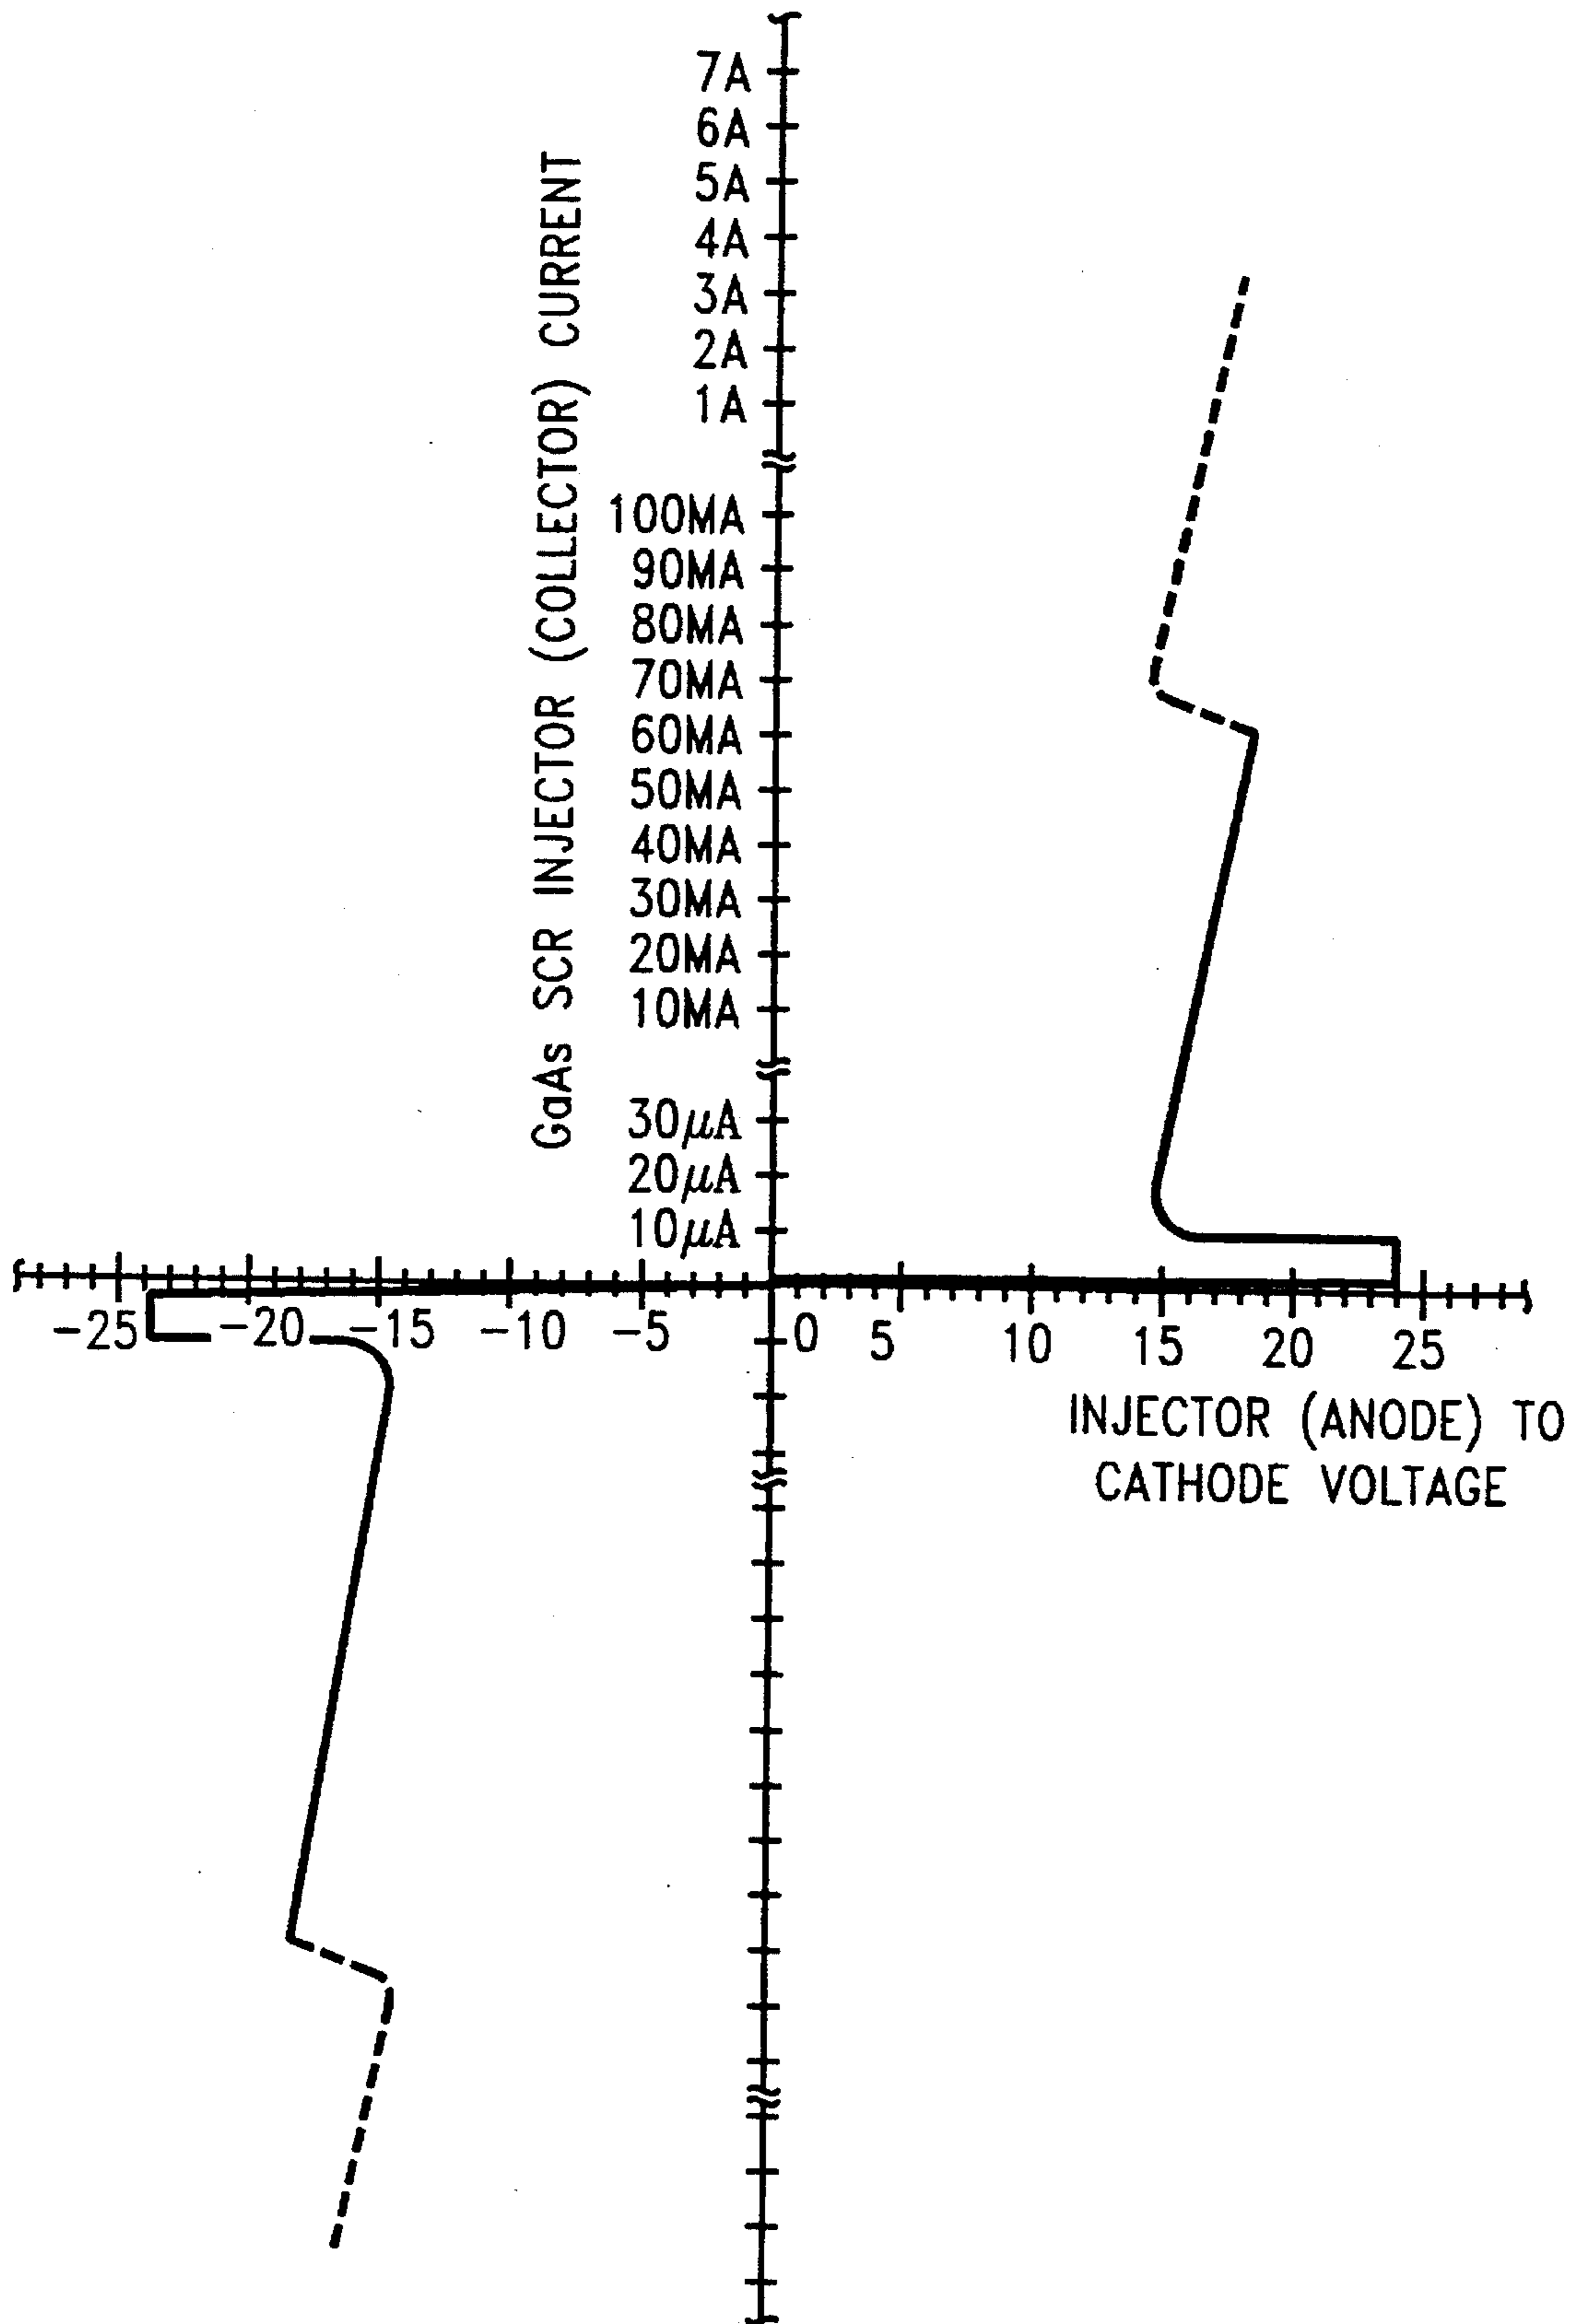 7A
6A
5A
4A
3A
2A
1A
100MA
90MA
80MA
70MA
60MA
50MA
40MA
30MA
20MA
10MA
30μA
20μA
10μA
GaAs SCR INJECTOR (COLLECTOR) CURRENT
-25 -20 -15 -10 -5 0 5 10 15 20 25
INJECTOR (ANODE) TO
CATHODE VOLTAGE